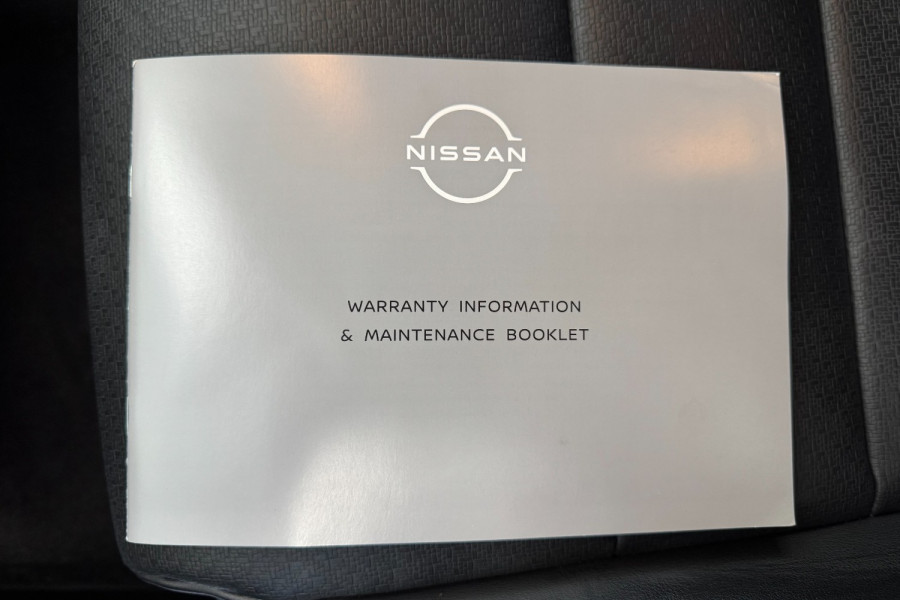 NISSAN
WARRANTY INFORMATION
& MAINTENANCE BOOKLET